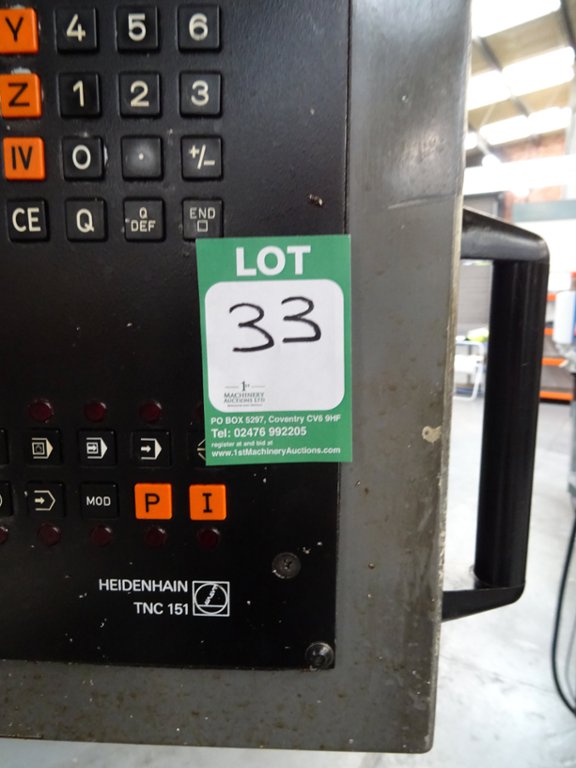 Y 4 5 6
Z 1 2 3
IV 0 . +/-
CE Q Q DEF END
LOT
33
1ST
MACHINERY
AUCTIONS LTD
PO BOX 5297, Coventry CV6 9HF
Tel: 02476 992205
register at and bid at
www.1stMachineryAuctions.com
MOD P I
HEIDENHAIN
TNC 151